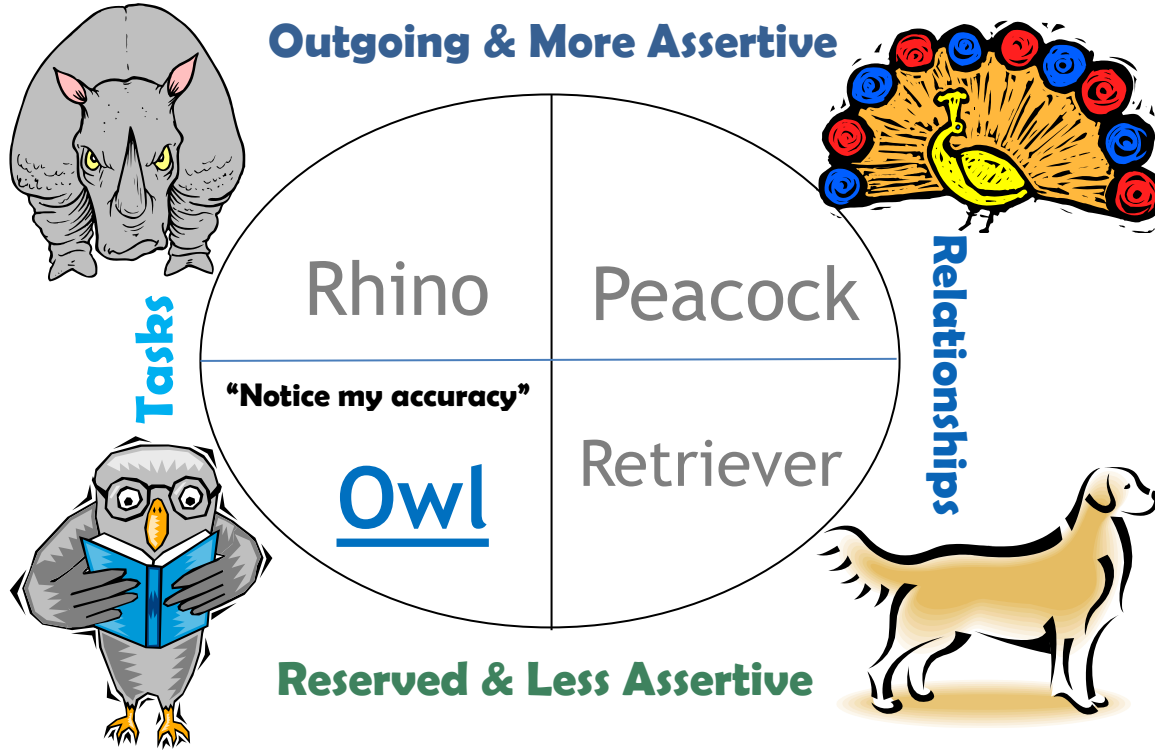 Outgoing & More Assertive
Rhino
Peacock
Tasks
Relationships
“Notice my accuracy”
Owl
Retriever
Reserved & Less Assertive